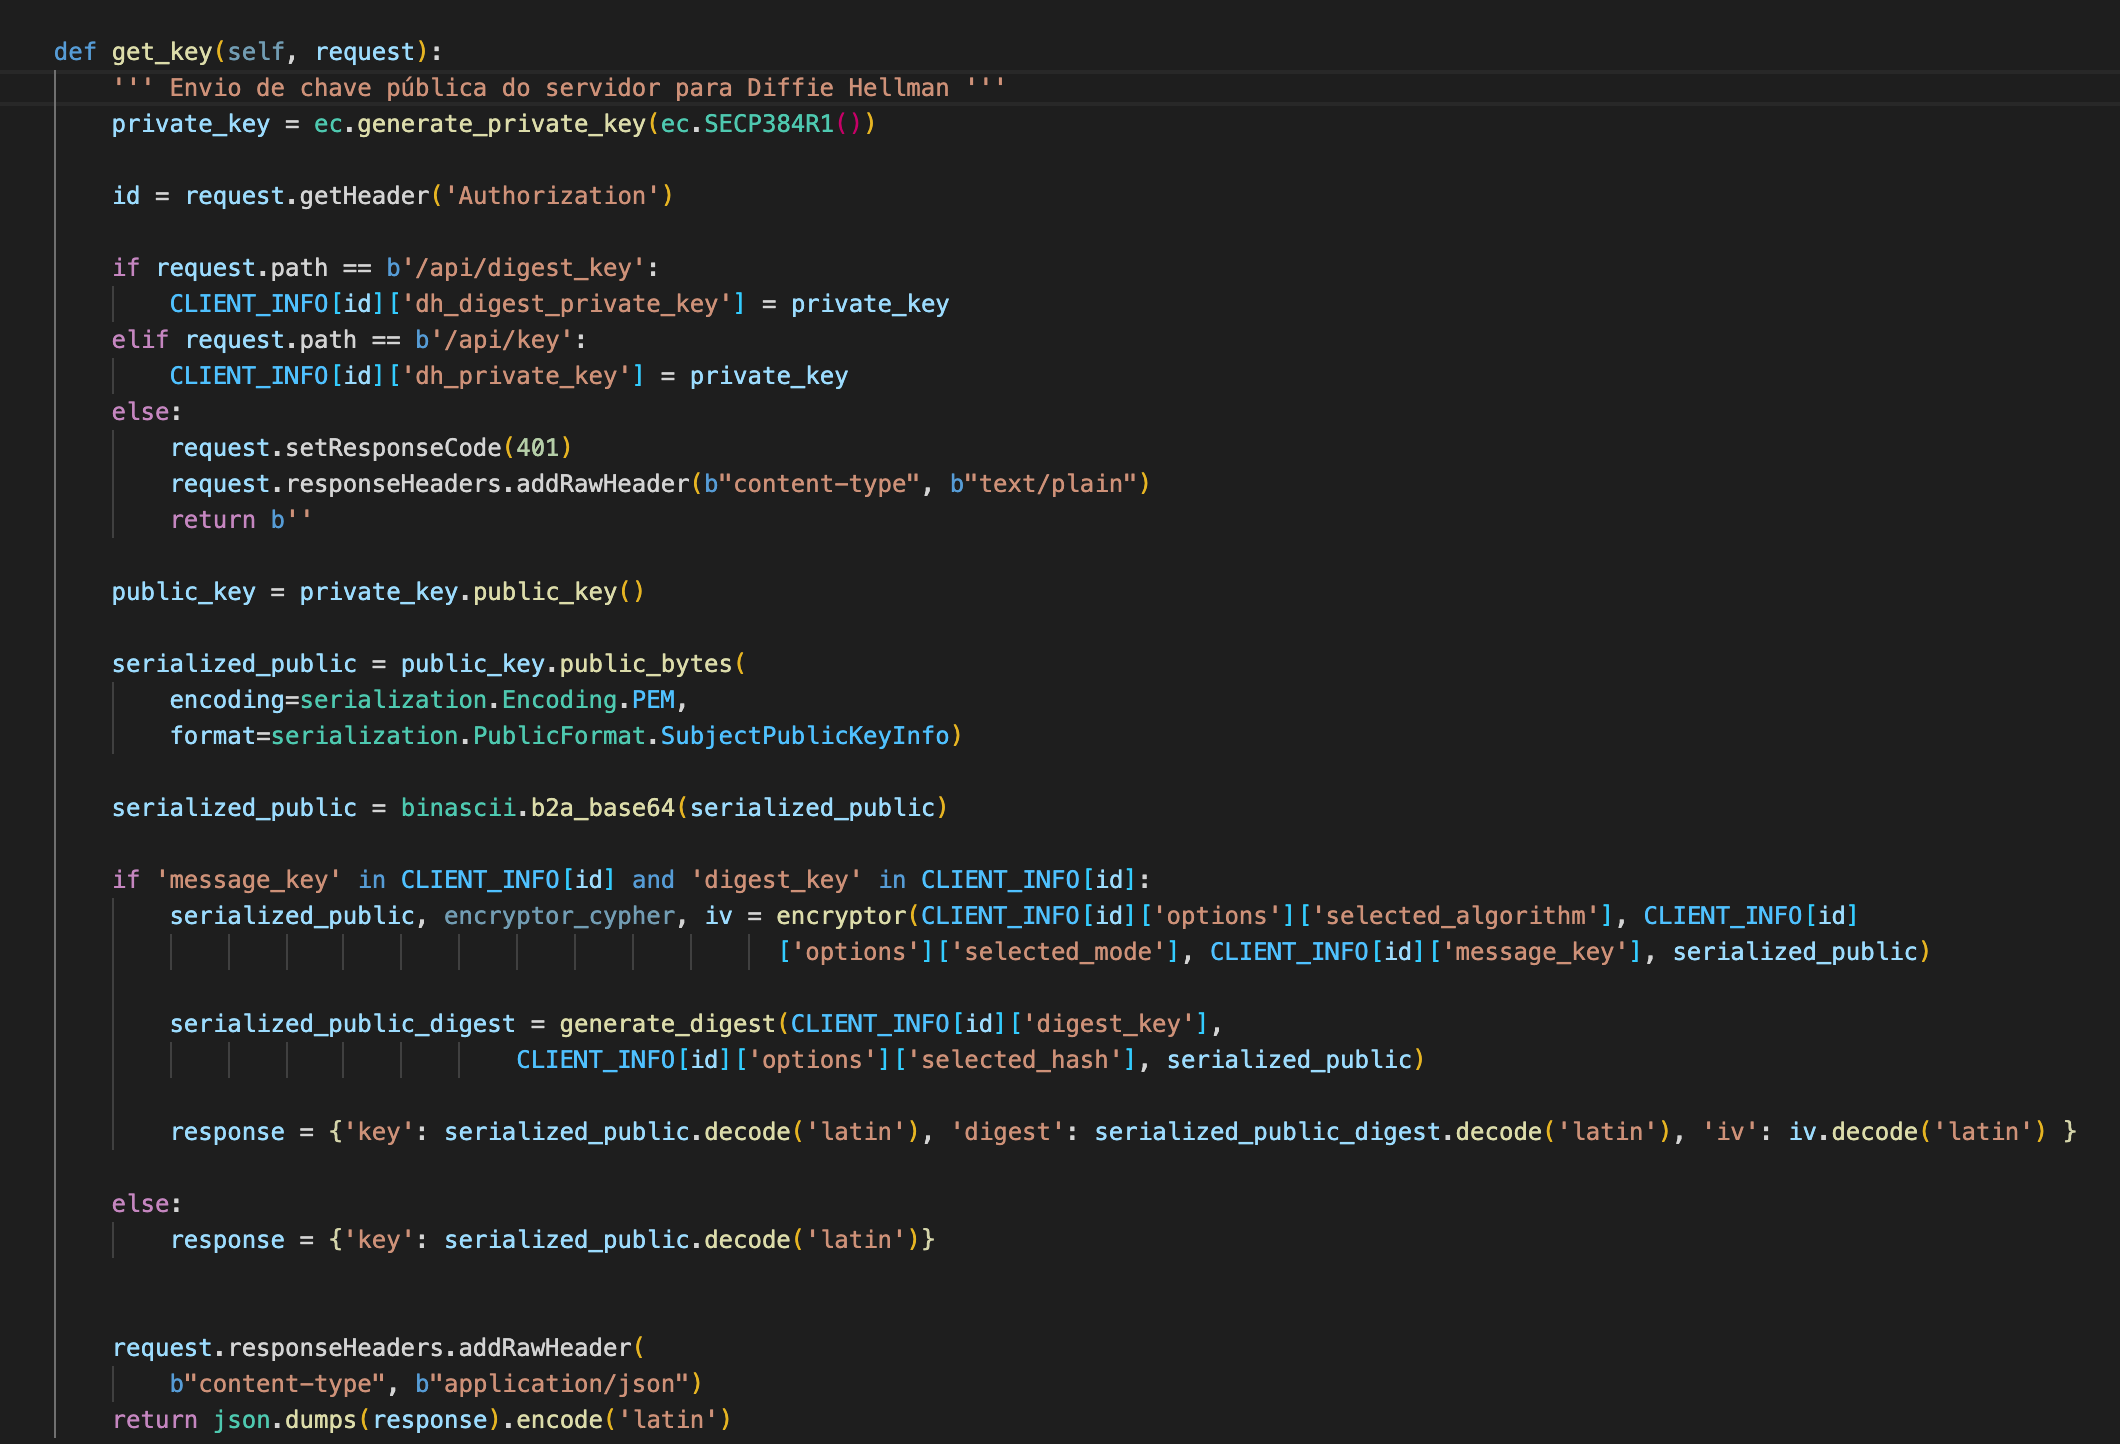 def get_key(self, request):
''' Envio de chave pública do servidor para Diffie Hellman '''
private_key = ec.generate_private_key(ec.SECP384R1())
id = request.getHeader('Authorization')
if request.path == b'/api/digest_key':
CLIENT_INFO[id]['dh_digest_private_key'] = private_key
elif request.path == b'/api/key':
CLIENT_INFO[id]['dh_private_key'] = private_key
else:
request.setResponseCode(401)
request.responseHeaders.addRawHeader(b"content-type", b"text/plain")
return b''
public_key = private_key.public_key()
serialized_public = public_key.public_bytes(
encoding=serialization.Encoding.PEM,
format=serialization.PublicFormat.SubjectPublicKeyInfo)
serialized_public = binascii.b2a_base64(serialized_public)
if 'message_key' in CLIENT_INFO[id] and 'digest_key' in CLIENT_INFO[id]:
serialized_public, encryptor_cypher, iv = encryptor(CLIENT_INFO[id]['options']['selected_algorithm'], CLIENT_INFO[id]
['options']['selected_mode'], CLIENT_INFO[id]['message_key'], serialized_public)
serialized_public_digest = generate_digest(CLIENT_INFO[id]['digest_key'],
CLIENT_INFO[id]['options']['selected_hash'], serialized_public)
response = {'key': serialized_public.decode('latin'), 'digest': serialized_public_digest.decode('latin'), 'iv': iv.decode('latin') }
else:
response = {'key': serialized_public.decode('latin')}
request.responseHeaders.addRawHeader(
b"content-type", b"application/json")
return json.dumps(response).encode('latin')